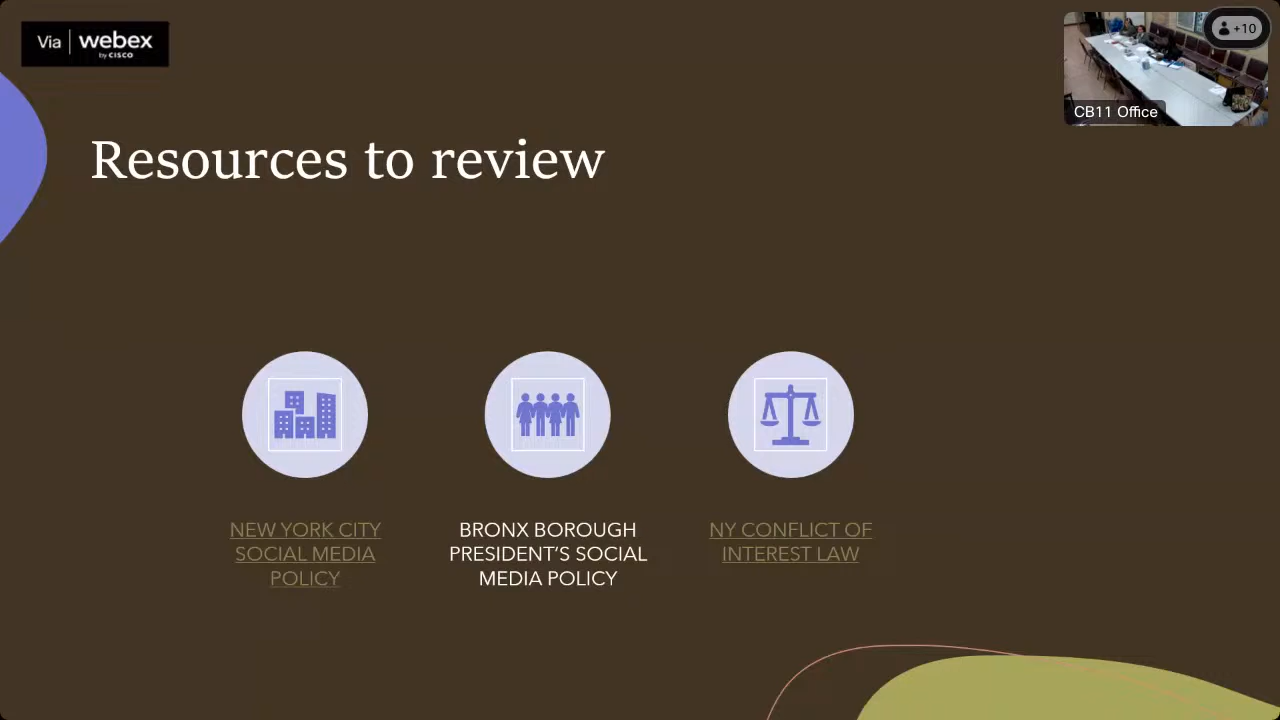 Via webex
by CISCO
+10
CB11 Office
Resources to review
NEW YORK CITY
SOCIAL MEDIA
POLICY
BRONX BOROUGH
PRESIDENT'S SOCIAL
MEDIA POLICY
NY CONFLICT OF
INTEREST LAW